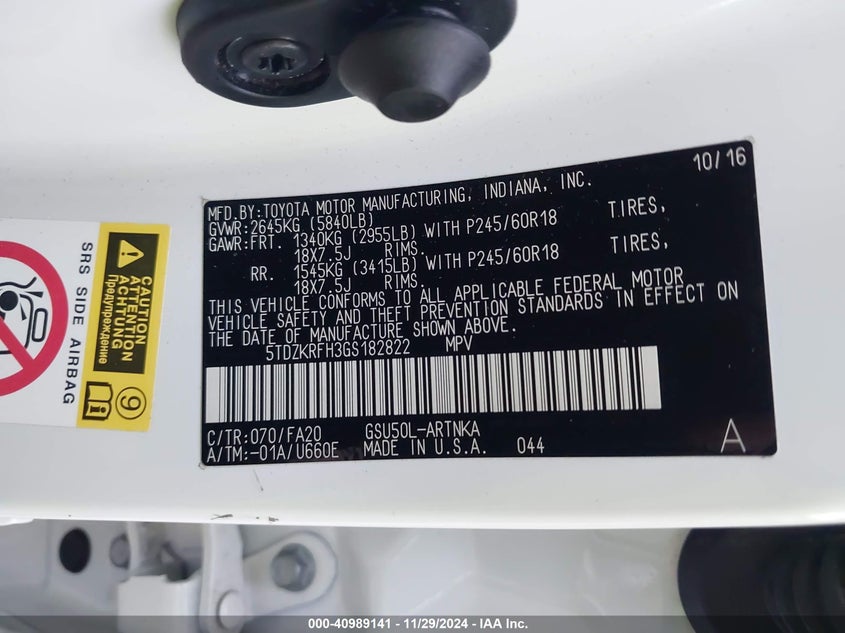 10/16
MFD.BY:TOYOTA MOTOR MANUFACTURING, INDIANA, INC.
GVWR:2645KG (5840LB)
GAWR:FRT. 1340KG (2955LB) WITH P245/60R18 TIRES,
18X7.5J RIMS.
RR. 1545KG (3415LB) WITH P245/60R18 TIRES,
18X7.5J RIMS.
THIS VEHICLE CONFORMS TO ALL APPLICABLE FEDERAL MOTOR
VEHICLE SAFETY AND THEFT PREVENTION STANDARDS IN EFFECT ON
THE DATE OF MANUFACTURE SHOWN ABOVE.
5TDZKRFH3GS182822 MPV
C/TR:070/FA20 GSU50L-ARTNKA
A/TM:-01A/U660E MADE IN U.S.A. 044
A
CAUTION
ATTENTION
ACHTUNG
Предупреждение
9
SRS SIDE AIRBAG
000-40989141 - 11/29/2024 - IAA Inc.